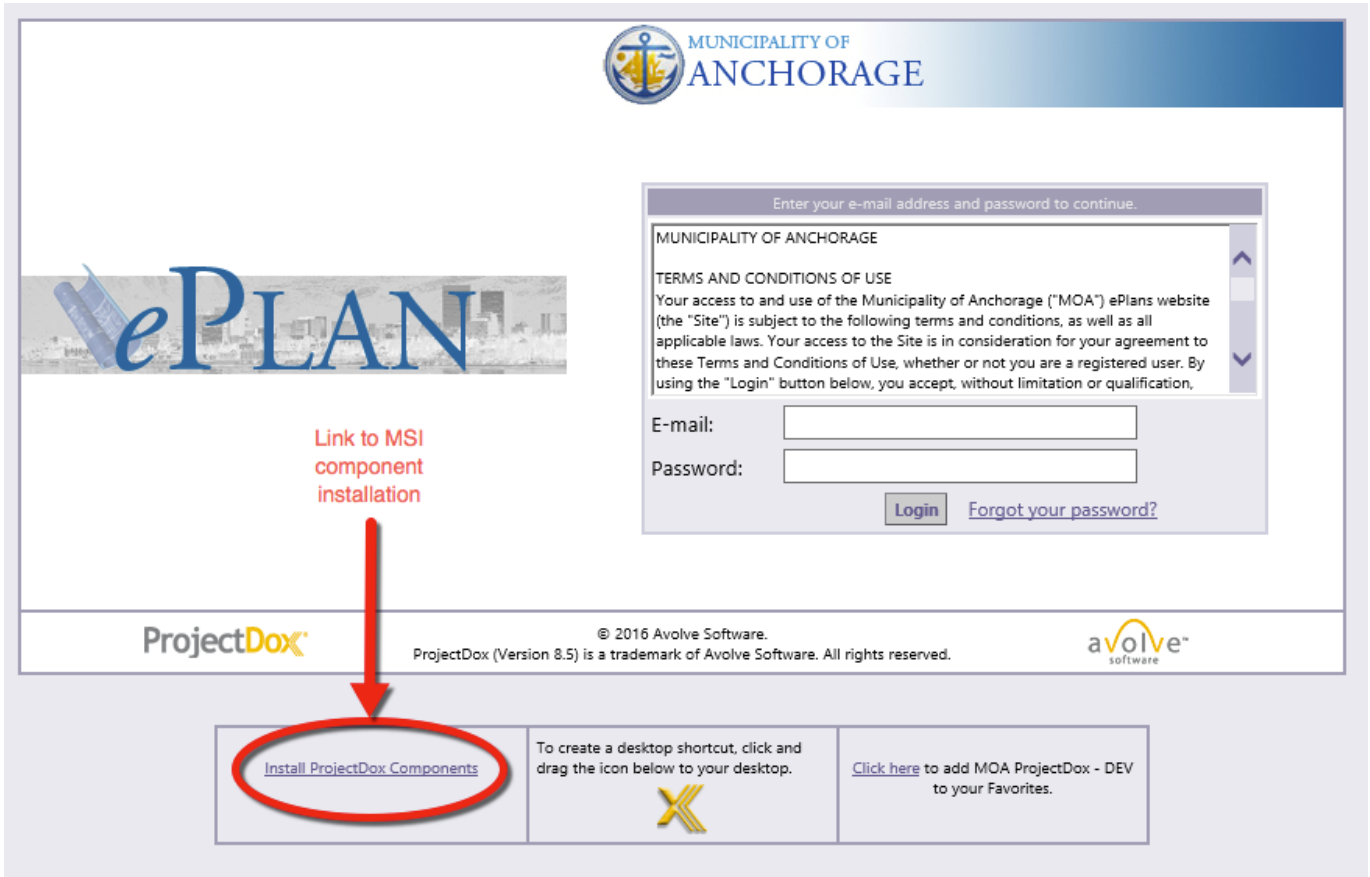 MUNICIPALITY OF
ANCHORAGE
Enter your e-mail address and password to continue.
MUNICIPALITY OF ANCHORAGE
TERMS AND CONDITIONS OF USE
Your access to and use of the Municipality of Anchorage ("MOA") ePlans website
(the "Site") is subject to the following terms and conditions, as well as all
applicable laws. Your access to the Site is in consideration for your agreement to
these Terms and Conditions of Use, whether or not you are a registered user. By
using the "Login" button below, you accept, without limitation or qualification,
ePLAN
E-mail:
Password:
Login Forgot your password?
Link to MSI
component
installation
ProjectDox
© 2016 Avolve Software.
ProjectDox (Version 8.5) is a trademark of Avolve Software. All rights reserved.
avolve™
software
Install ProjectDox Components
To create a desktop shortcut, click and
drag the icon below to your desktop.
Click here to add MOA ProjectDox - DEV
to your Favorites.